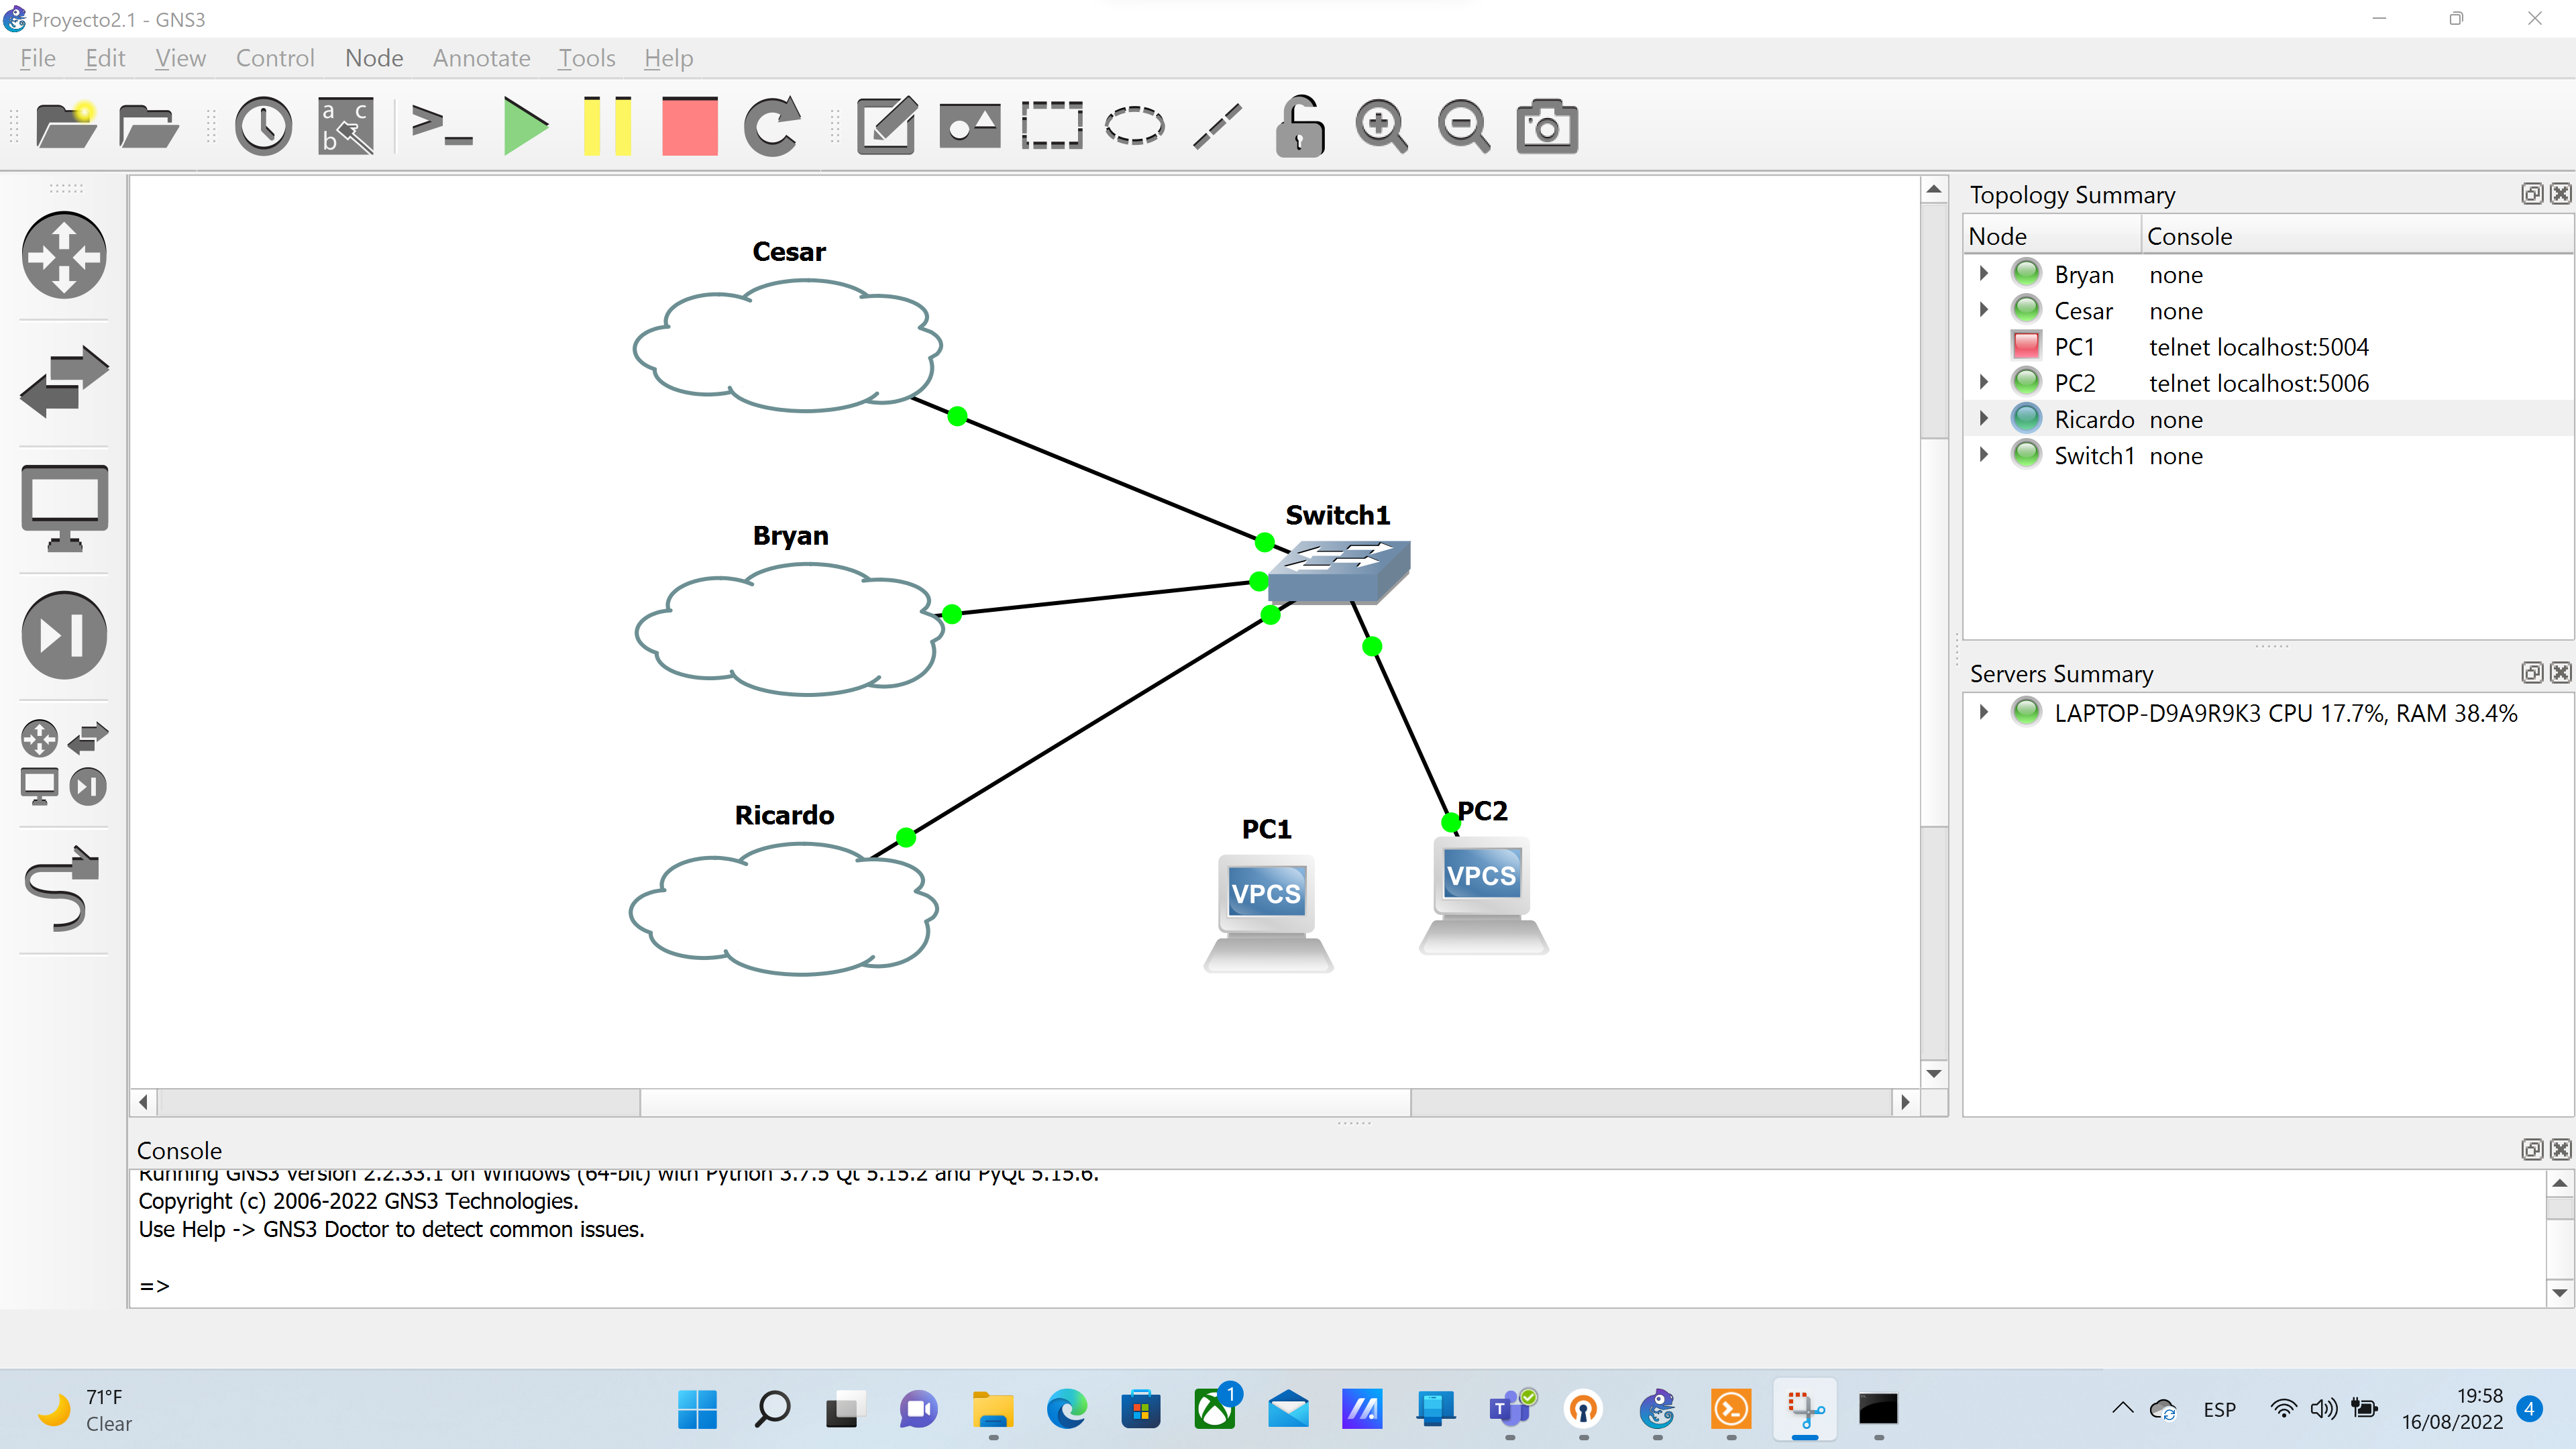 Proyecto2.1 - GNS3
File Edit View Control Node Annotate Tools Help
a c
b
>_
Topology Summary
Node Console
Bryan none
Cesar none
PC1 telnet localhost:5004
PC2 telnet localhost:5006
Ricardo none
Switch1 none
Cesar
Switch1
Bryan
Ricardo
PC1
PC2
VPCS
VPCS
Servers Summary
LAPTOP-D9A9R9K3 CPU 17.7%, RAM 38.4%
Console
Running GNS3 version 2.2.33.1 on Windows (64-bit) with Python 3.7.5 Qt 5.15.2 and PyQt 5.15.6.
Copyright (c) 2006-2022 GNS3 Technologies.
Use Help -> GNS3 Doctor to detect common issues.
=>
71°F
Clear
1
T
ESP
19:58
16/08/2022
4